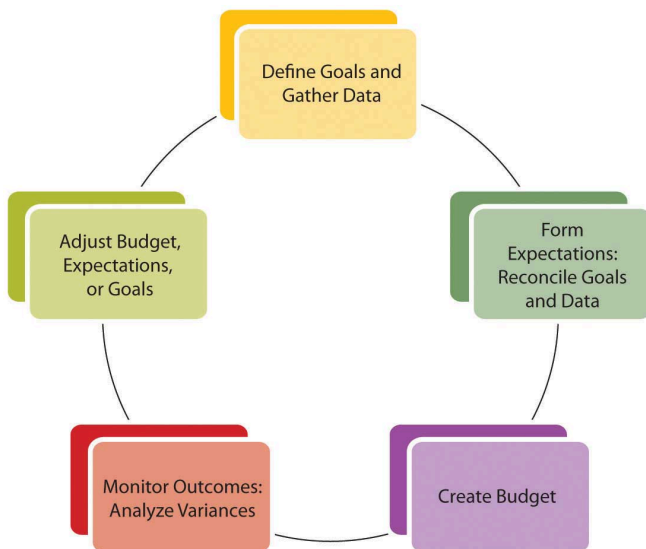 Define Goals and
Gather Data
Form
Expectations:
Reconcile Goals
and Data
Create Budget
Monitor Outcomes:
Analyze Variances
Adjust Budget,
Expectations,
or Goals